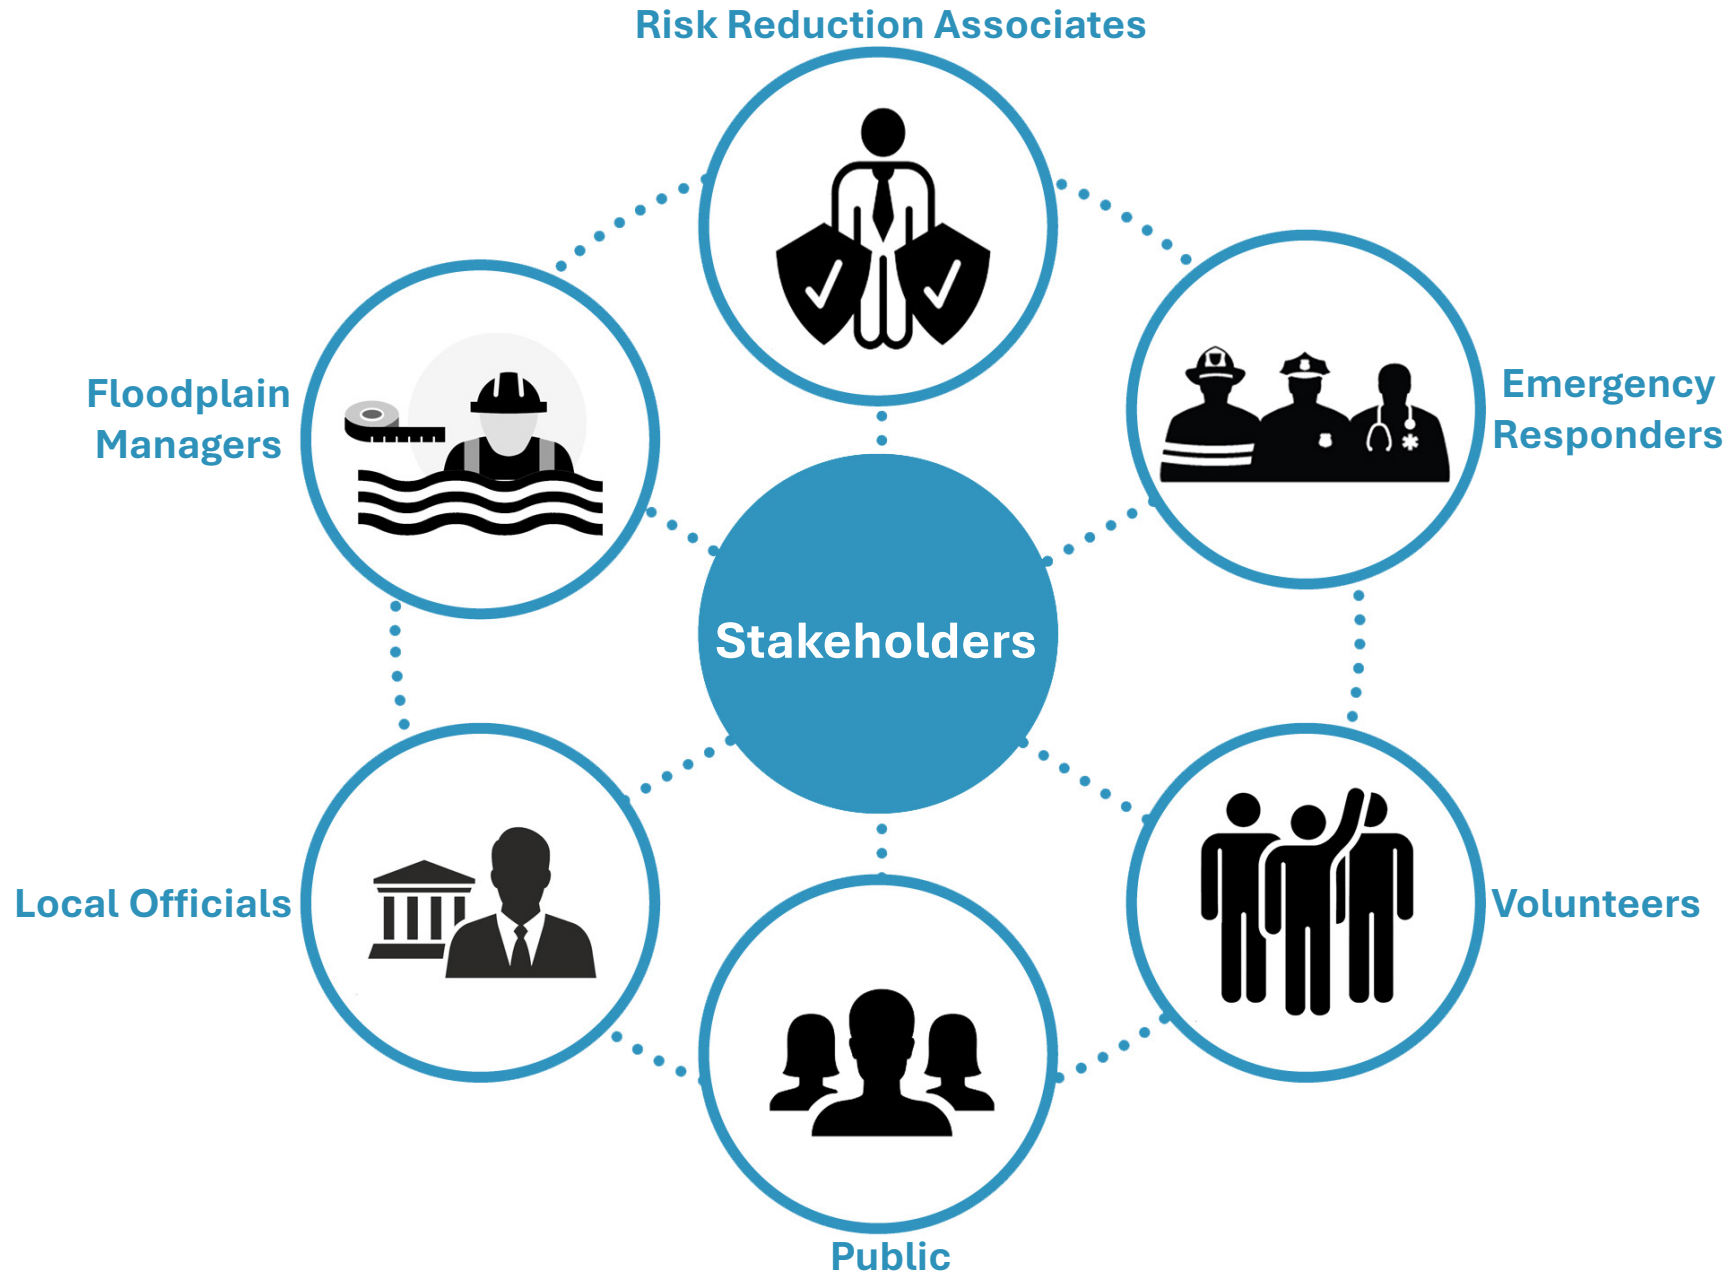 Risk Reduction Associates
Emergency
Responders
Floodplain
Managers
Stakeholders
Local Officials
Volunteers
Public